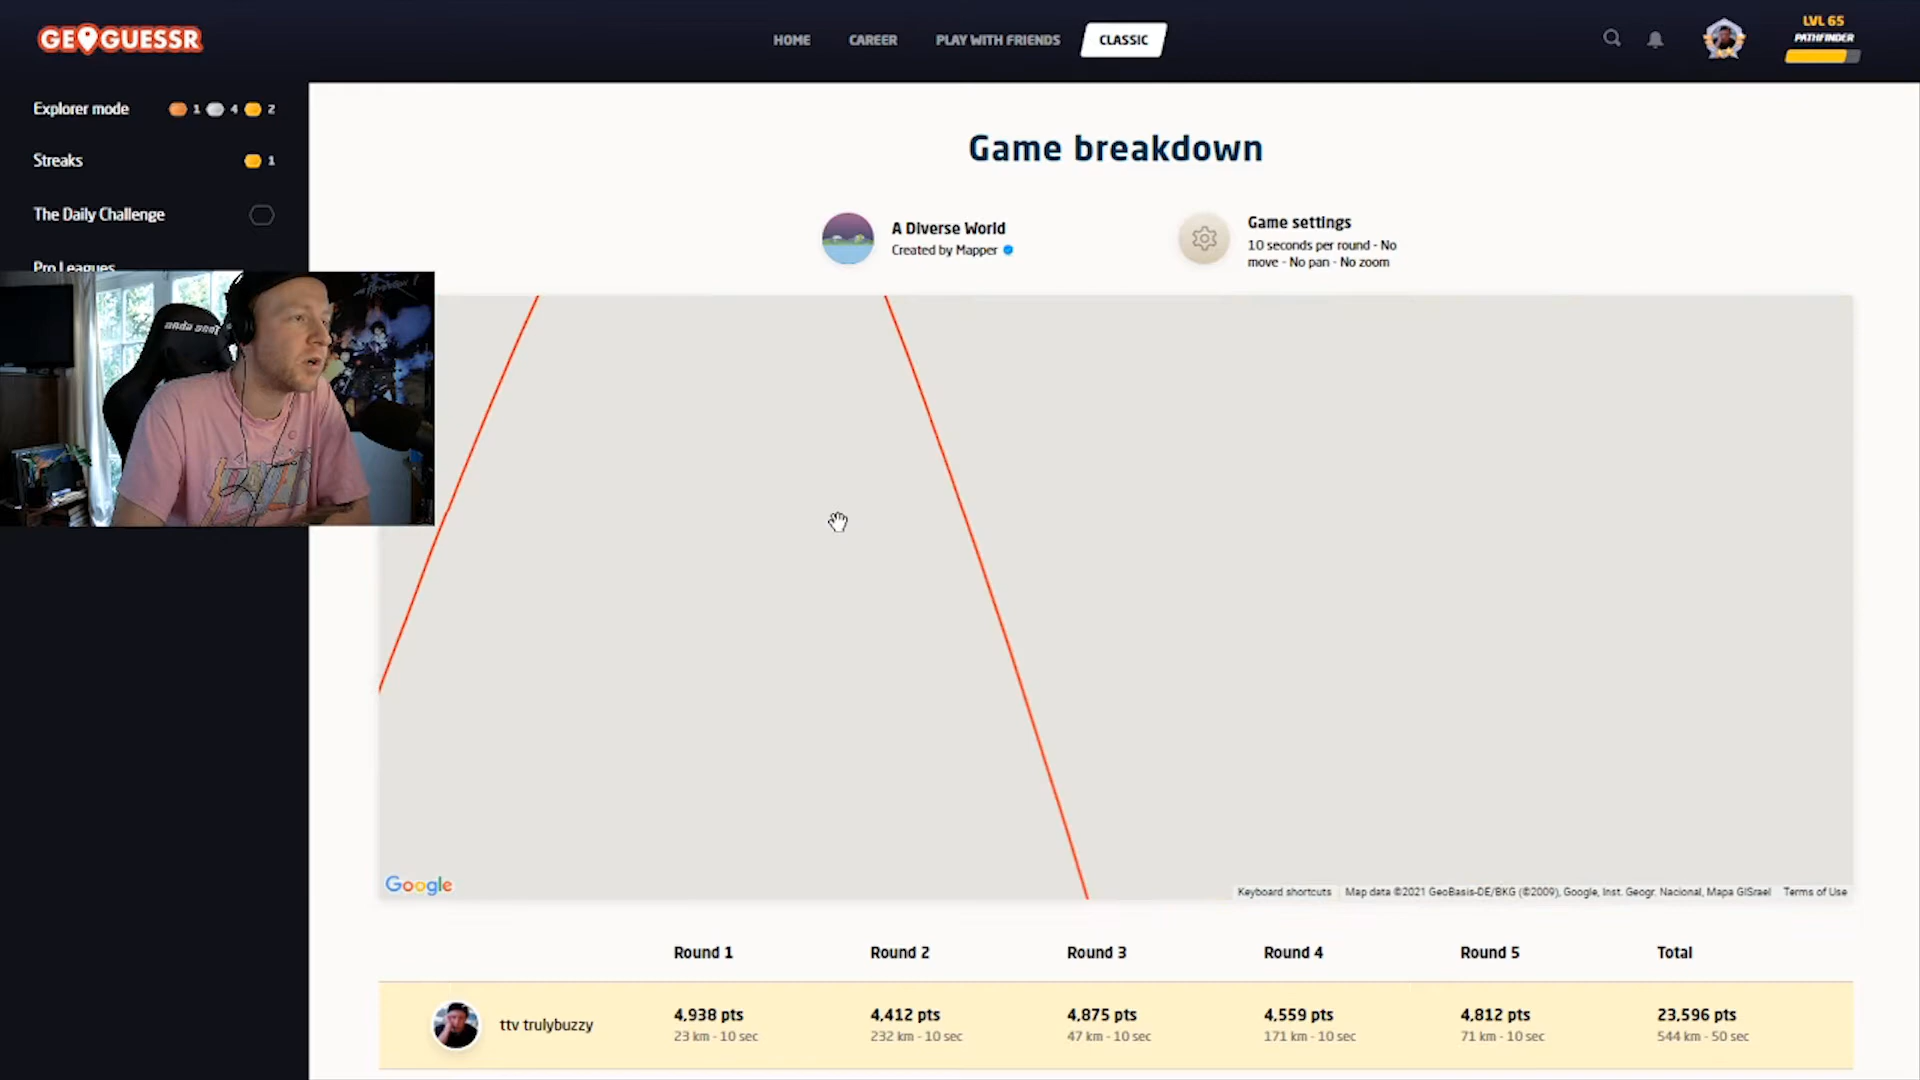 GEOGUESSR
HOME
CAREER
PLAY WITH FRIENDS
CLASSIC
LVL 65
PATHFINDER
Explorer mode
1
4
2
Streaks
1
The Daily Challenge
Pro Leagues
Game breakdown
A Diverse World
Created by Mapper
Game settings
10 seconds per round - No
move - No pan - No zoom
Google
Keyboard shortcuts
Map data ©2021 GeoBasis-DE/BKG (©2009), Google, Inst. Geogr. Nacional, Mapa GISrael
Terms of Use
Round 1
Round 2
Round 3
Round 4
Round 5
Total
ttv trulybuzzy
4,938 pts
4,412 pts
4,875 pts
4,559 pts
4,812 pts
23,596 pts
23 km - 10 sec
232 km - 10 sec
47 km - 10 sec
171 km - 10 sec
71 km - 10 sec
544 km - 50 sec